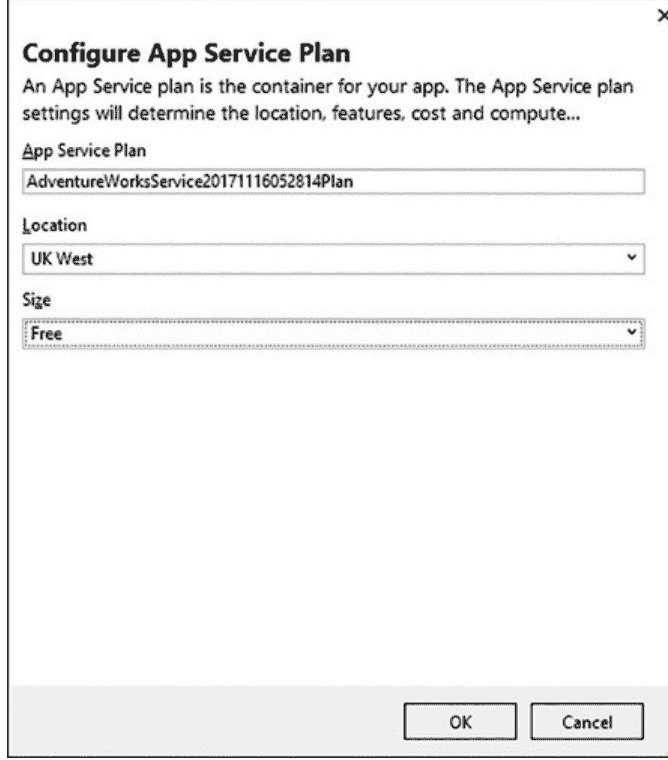 Configure App Service Plan
An App Service plan is the container for your app. The App Service plan
settings will determine the location, features, cost and compute...
App Service Plan
AdventureWorksService20171116052814Plan
Location
UK West
Size
Free
OK
Cancel